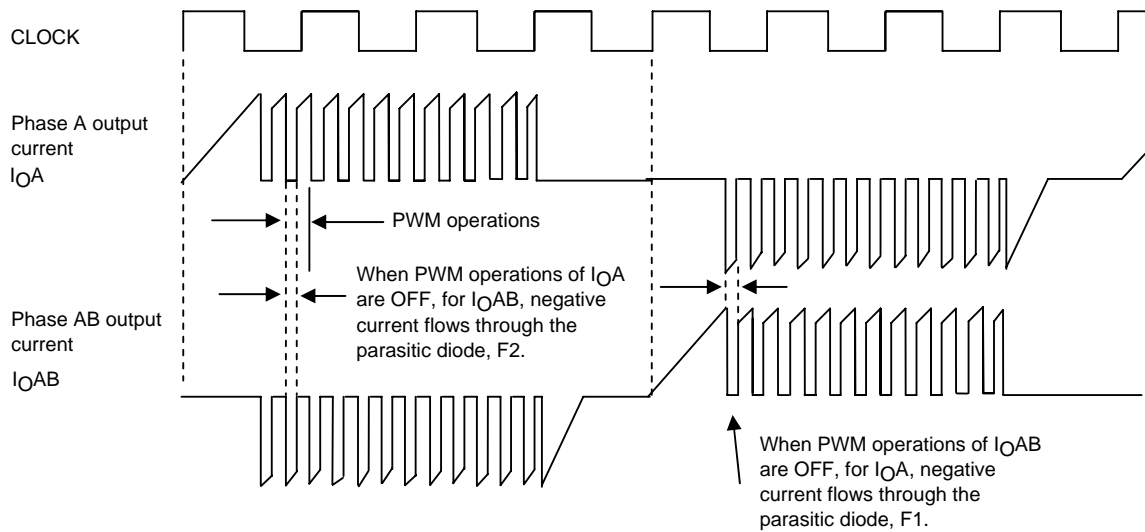 CLOCK
Phase A output
current
IOA
PWM operations
When PWM operations of IOA
are OFF, for IOAB, negative
current flows through the
parasitic diode, F2.
Phase AB output
current
IOAB
When PWM operations of IOAB
are OFF, for IOA, negative
current flows through the
parasitic diode, F1.